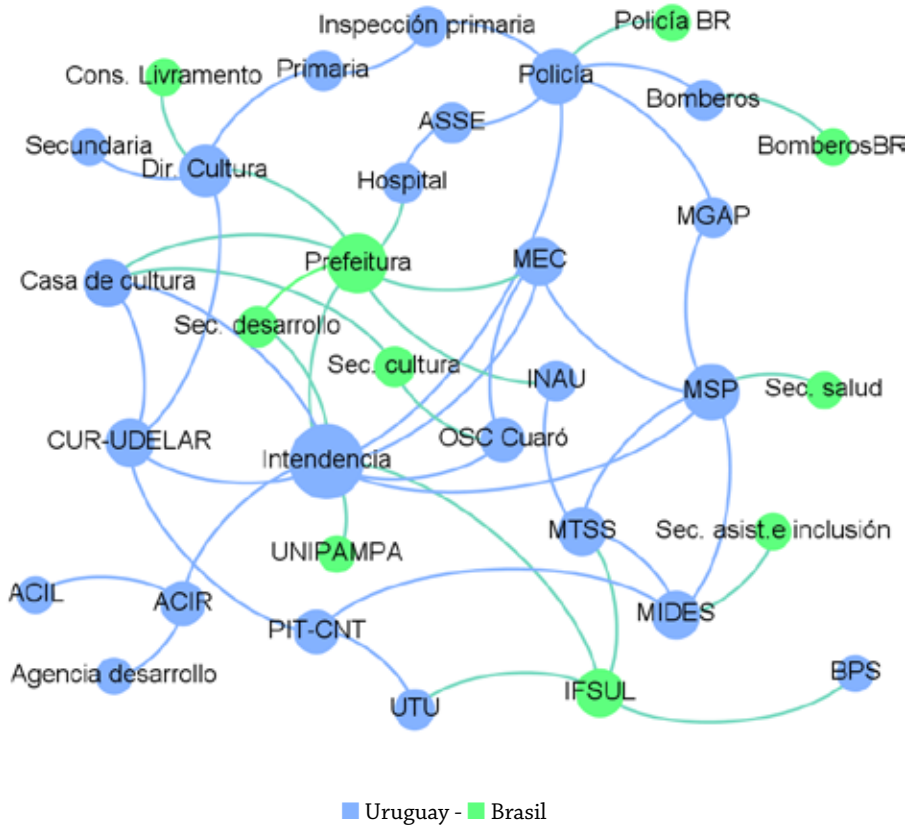 Inspección primaria
Policía BR
Cons. Livramento
Primaria
Policía
Bomberos
ASSE
Secundaria
Dir. Cultura
BomberosBR
Hospital
MGAP
Prefeitura
MEC
Casa de cultura
Sec. desarrollo
Sec. cultura
INAU
MSP
Sec. salud
CUR-UDELAR
Intendencia
OSC Cuaró
MTSS
Sec. asist.e inclusión
UNIPAMPA
ACIL
ACIR
MIDES
PIT-CNT
Agencia desarrollo
BPS
UTU
IFSUL
Uruguay - Brasil